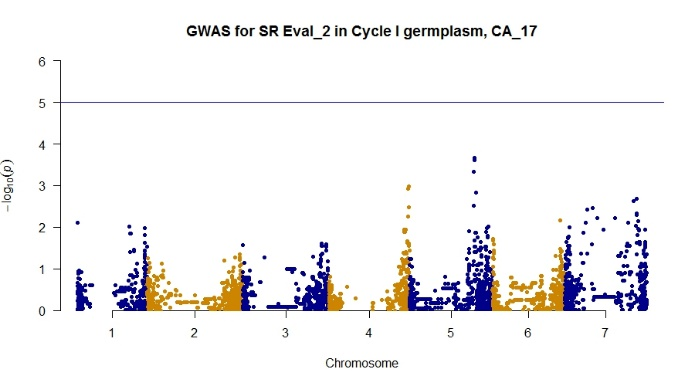 GWAS for SR Eval_2 in Cycle I germplasm, CA_17
6
5
4
3
2
1
0
−log10(p)
1 2 3 4 5 6 7
Chromosome